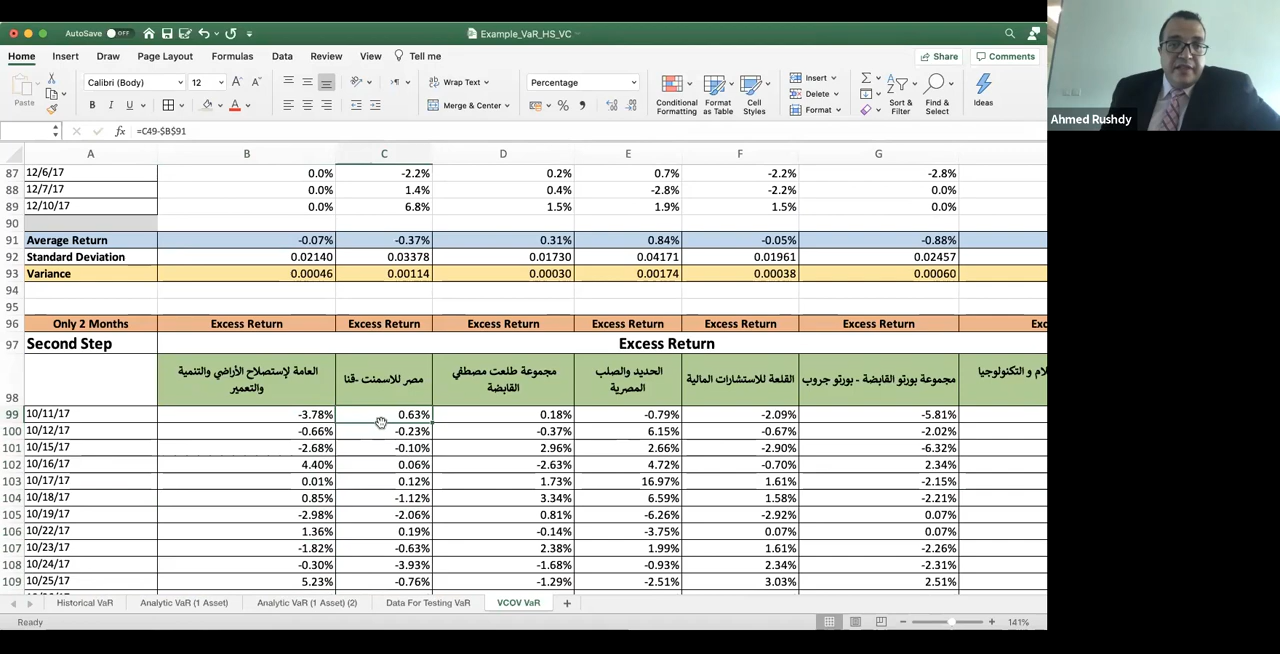 AutoSave OFF Example_VaR_HS_VC
Home Insert Draw Page Layout Formulas Data Review View Tell me Share Comments
Paste Calibri (Body) 12 A A Wrap Text Percentage Conditional Formatting Format as Table Cell Styles Insert Sort & Filter Find & Select Ideas
B I U A Merge & Center % Delete
Format
fx =C49-$B$91
Ahmed Rushdy
A B C D E F G
87 12/6/17 0.0% -2.2% 0.2% 0.7% -2.2% -2.8%
88 12/7/17 0.0% 1.4% 0.4% -2.8% -2.2% 0.0%
89 12/10/17 0.0% 6.8% 1.5% 1.9% 1.5% 0.0%
90
91 Average Return -0.07% -0.37% 0.31% 0.84% -0.05% -0.88%
92 Standard Deviation 0.02140 0.03378 0.01730 0.04171 0.01961 0.02457
93 Variance 0.00046 0.00114 0.00030 0.00174 0.00038 0.00060
94
95
96 Only 2 Months Excess Return Excess Return Excess Return Excess Return Excess Return Excess Return Exc
97 Second Step Excess Return
98 العامة لإستصلاح الأراضي والتنمية والتعمير مصر للاسمنت -قنا مجموعة طلعت مصطفي القابضة الحديد والصلب المصرية القلعة للاستشارات المالية مجموعة بورتو القابضة - بورتو جروب لام و التكنولوجيا
99 10/11/17 -3.78% 0.63% 0.18% -0.79% -2.09% -5.81%
100 10/12/17 -0.66% -0.23% -0.37% 6.15% -0.67% -2.02%
101 10/15/17 -2.68% -0.10% 2.96% 2.66% -2.90% -6.32%
102 10/16/17 4.40% 0.06% -2.63% 4.72% -0.70% 2.34%
103 10/17/17 0.01% 0.12% 1.73% 16.97% 1.61% -2.15%
104 10/18/17 0.85% -1.12% 3.34% 6.59% 1.58% -2.21%
105 10/19/17 -2.98% -2.06% 0.81% -6.26% -2.92% 0.07%
106 10/22/17 1.36% 0.19% -0.14% -3.75% 0.07% 0.07%
107 10/23/17 -1.82% -0.63% 2.38% 1.99% 1.61% -2.26%
108 10/24/17 -0.30% -3.93% -1.68% -0.93% 2.34% -2.31%
109 10/25/17 5.23% -0.76% -1.29% -2.51% 3.03% 2.51%
Historical VaR Analytic VaR (1 Asset) Analytic VaR (1 Asset) (2) Data For Testing VaR VCOV VaR
Ready 141%